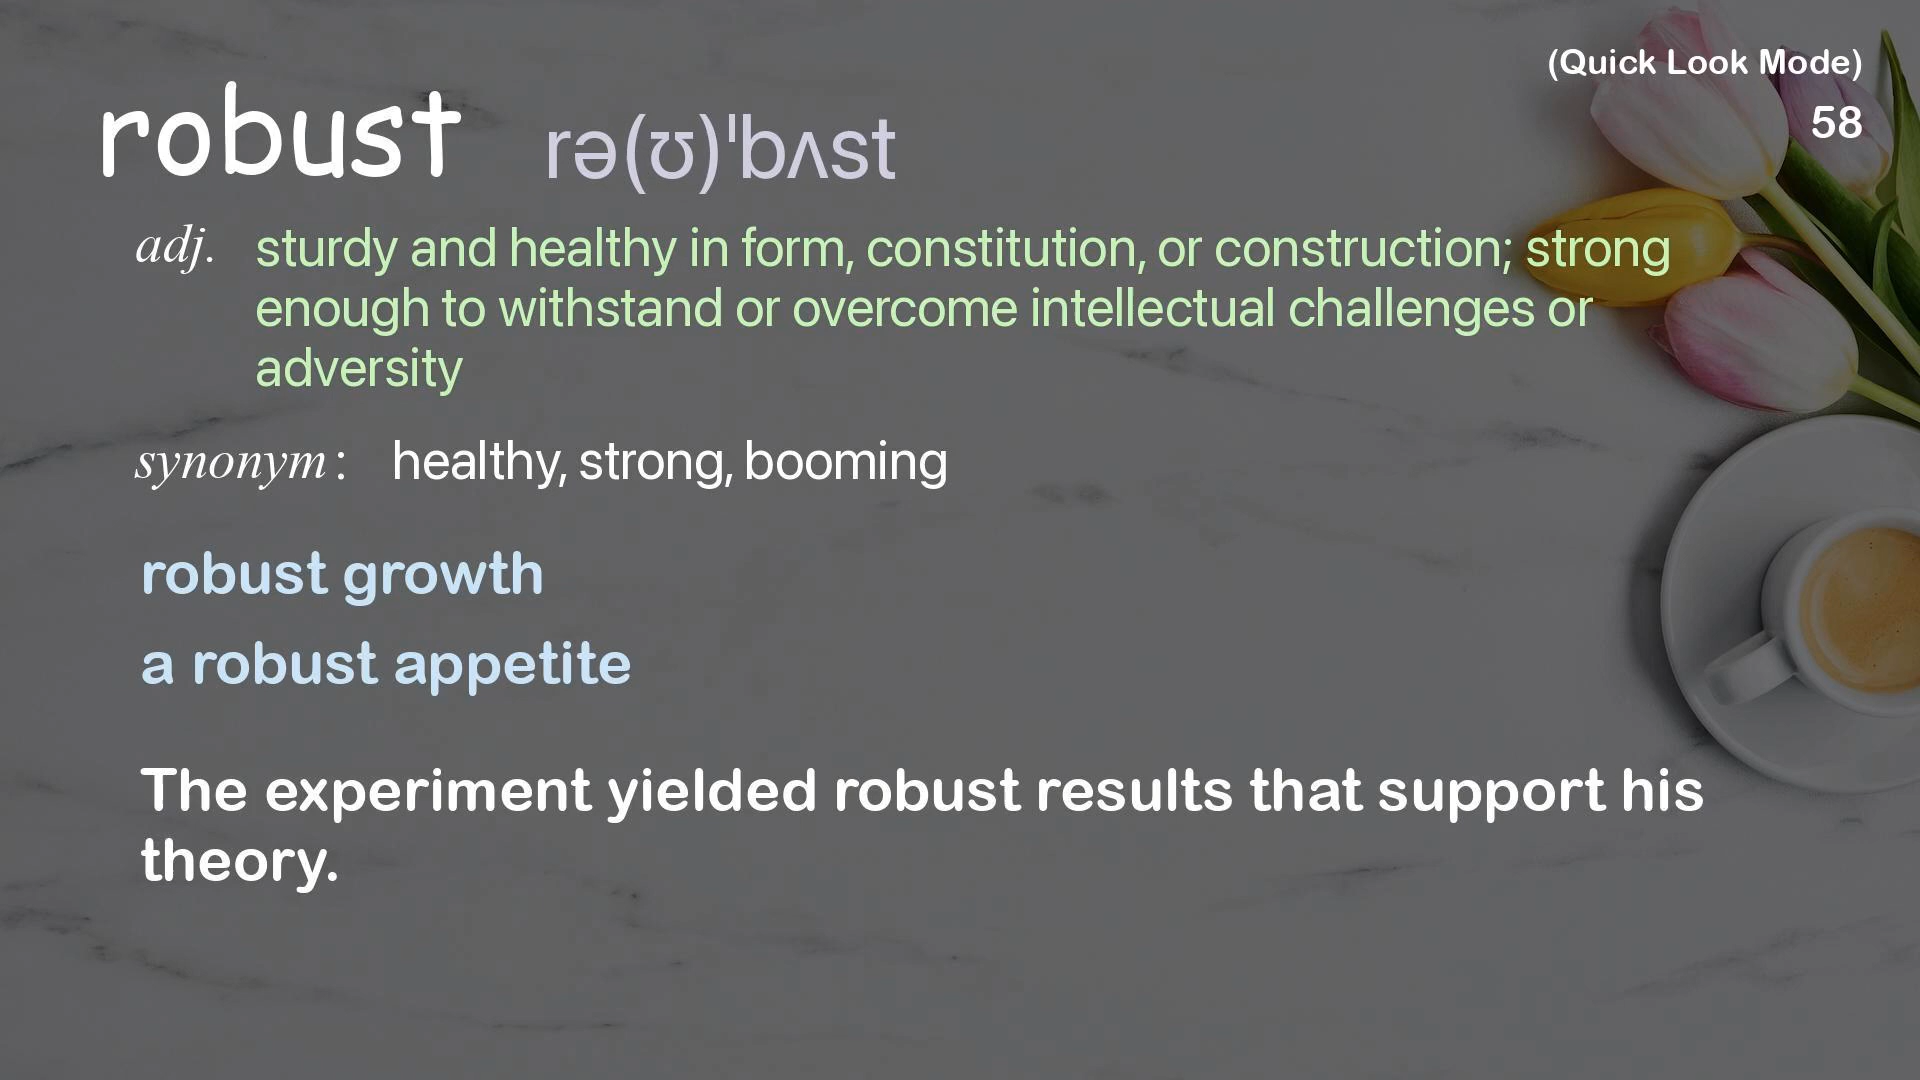 (Quick Look Mode)
58
robust rə(ʊ)ˈbʌst
adj. sturdy and healthy in form, constitution, or construction; strong
enough to withstand or overcome intellectual challenges or
adversity
synonym: healthy, strong, booming
robust growth
a robust appetite
The experiment yielded robust results that support his
theory.